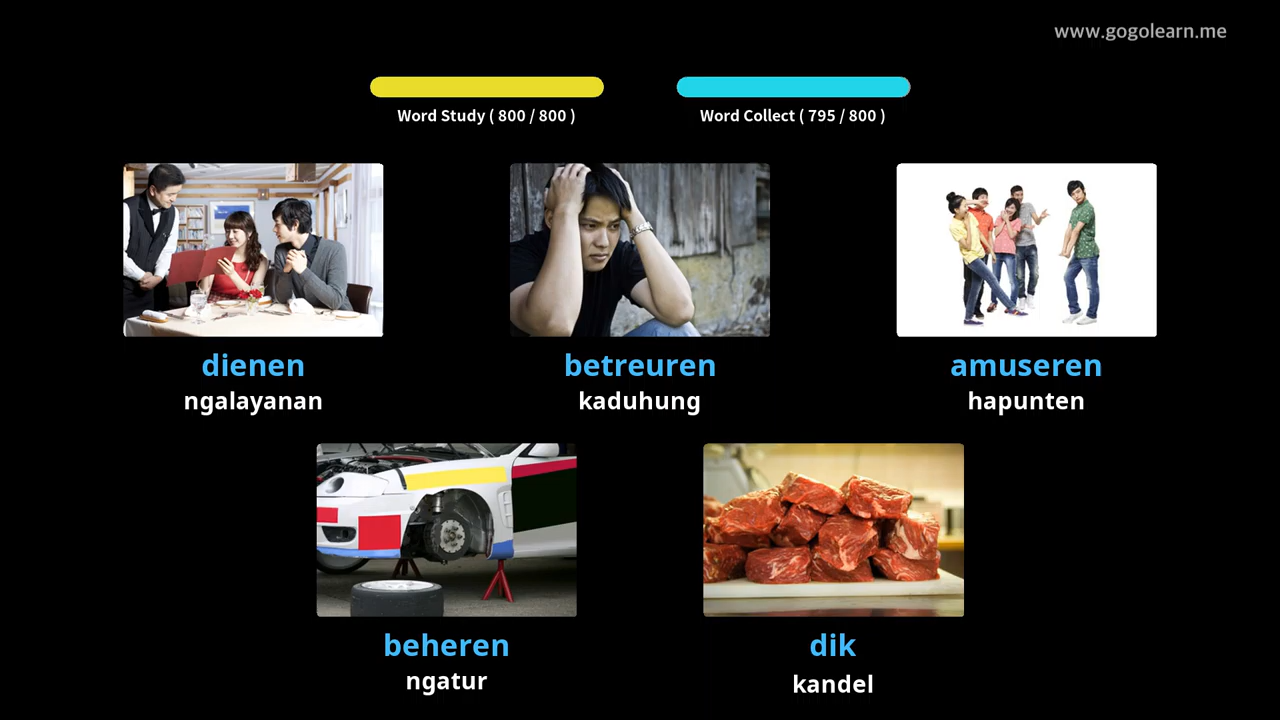 www.gogolearn.me
Word Study ( 800 / 800 )
Word Collect ( 795 / 800 )
dienen
ngalayanan
betreuren
kaduhung
amuseren
hapunten
beheren
ngatur
dik
kandel